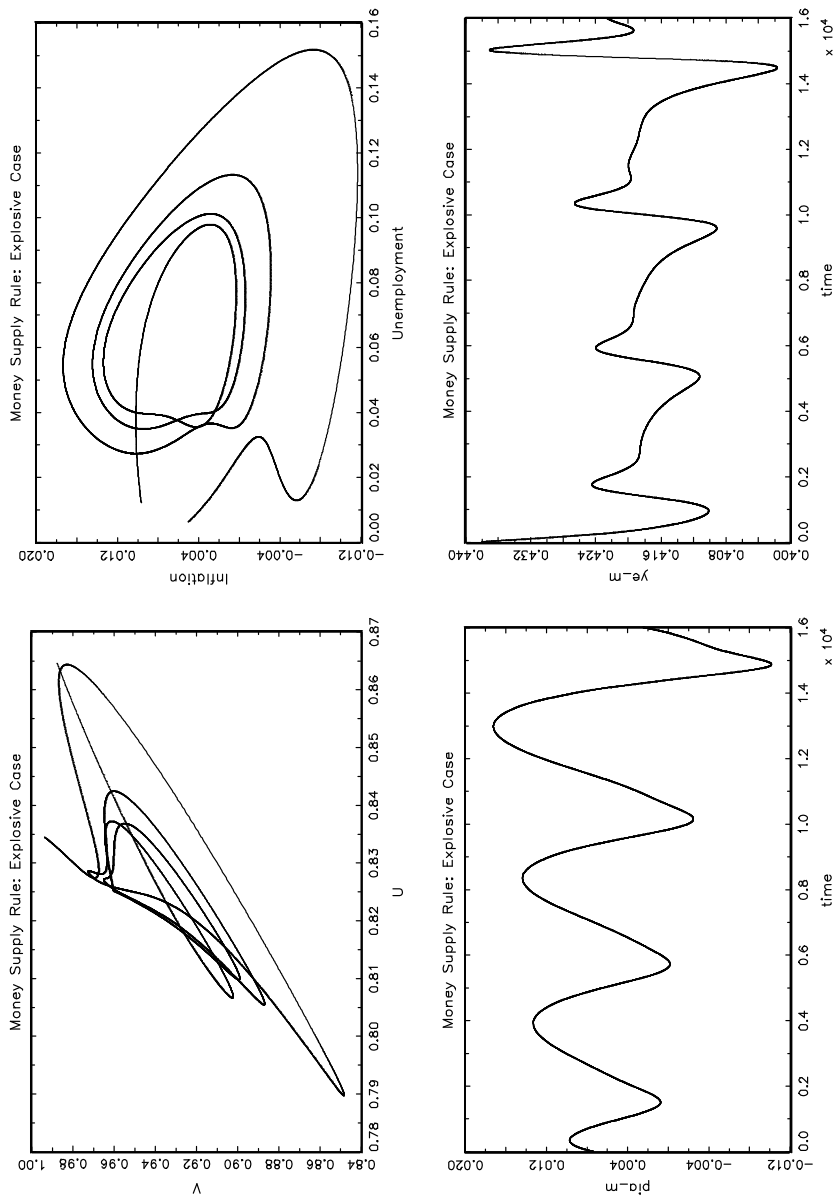 Money Supply Rule: Explosive Case
V
1.00 0.98 0.96 0.94 0.92 0.90 0.88 0.86 0.84
0.78 0.79 0.80 0.81 0.82 0.83 0.84 0.85 0.86 0.87
U
Money Supply Rule: Explosive Case
Inflation
0.020 0.012 0.004 -0.004 -0.012
0.00 0.02 0.04 0.06 0.08 0.10 0.12 0.14 0.16
Unemployment
Money Supply Rule: Explosive Case
pia_m
0.020 0.012 0.004 -0.004 -0.012
0.0 0.2 0.4 0.6 0.8 1.0 1.2 1.4 1.6
time
x 10⁴
Money Supply Rule: Explosive Case
ye_m
0.440 0.432 0.424 0.416 0.408 0.400
0.0 0.2 0.4 0.6 0.8 1.0 1.2 1.4 1.6
time
x 10⁴